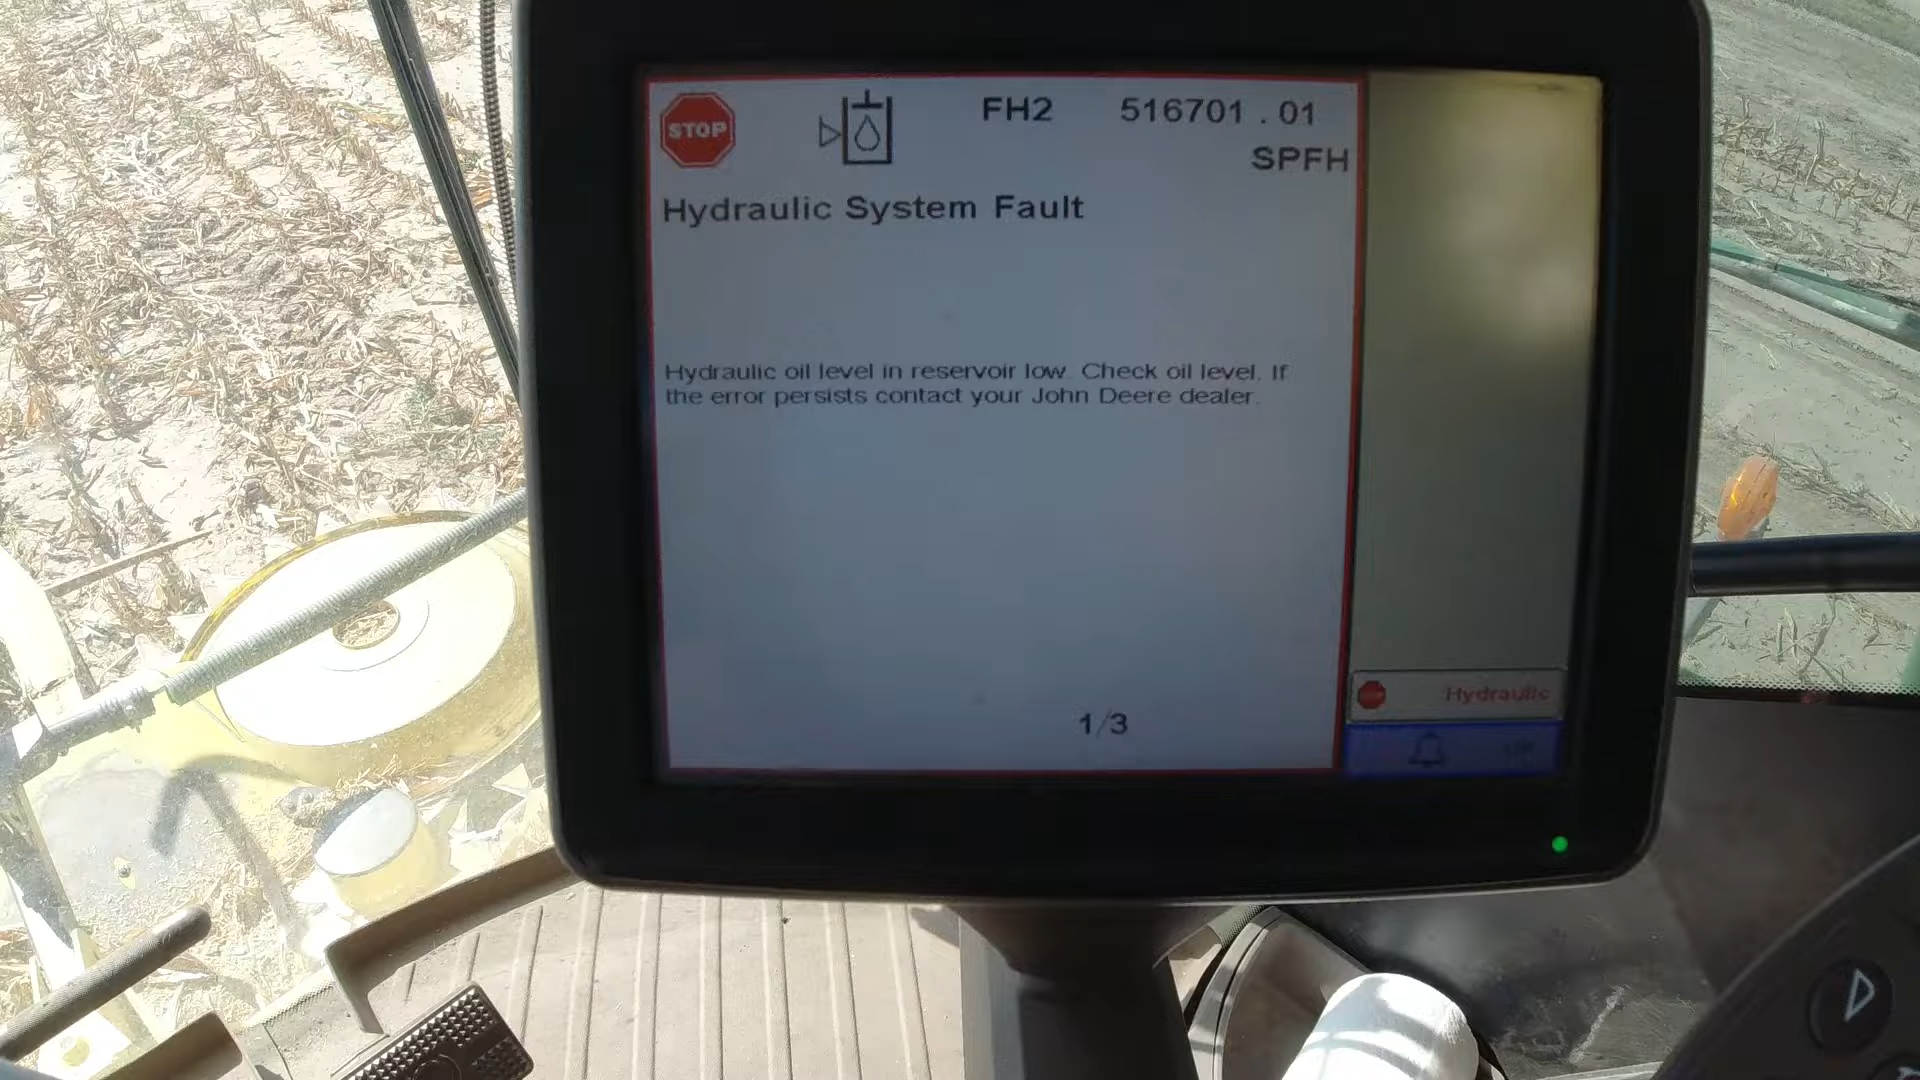 STOP
FH2 516701 . 01
SPFH
Hydraulic System Fault
Hydraulic oil level in reservoir low. Check oil level. If
the error persists contact your John Deere dealer.
1/3
Hydraulic